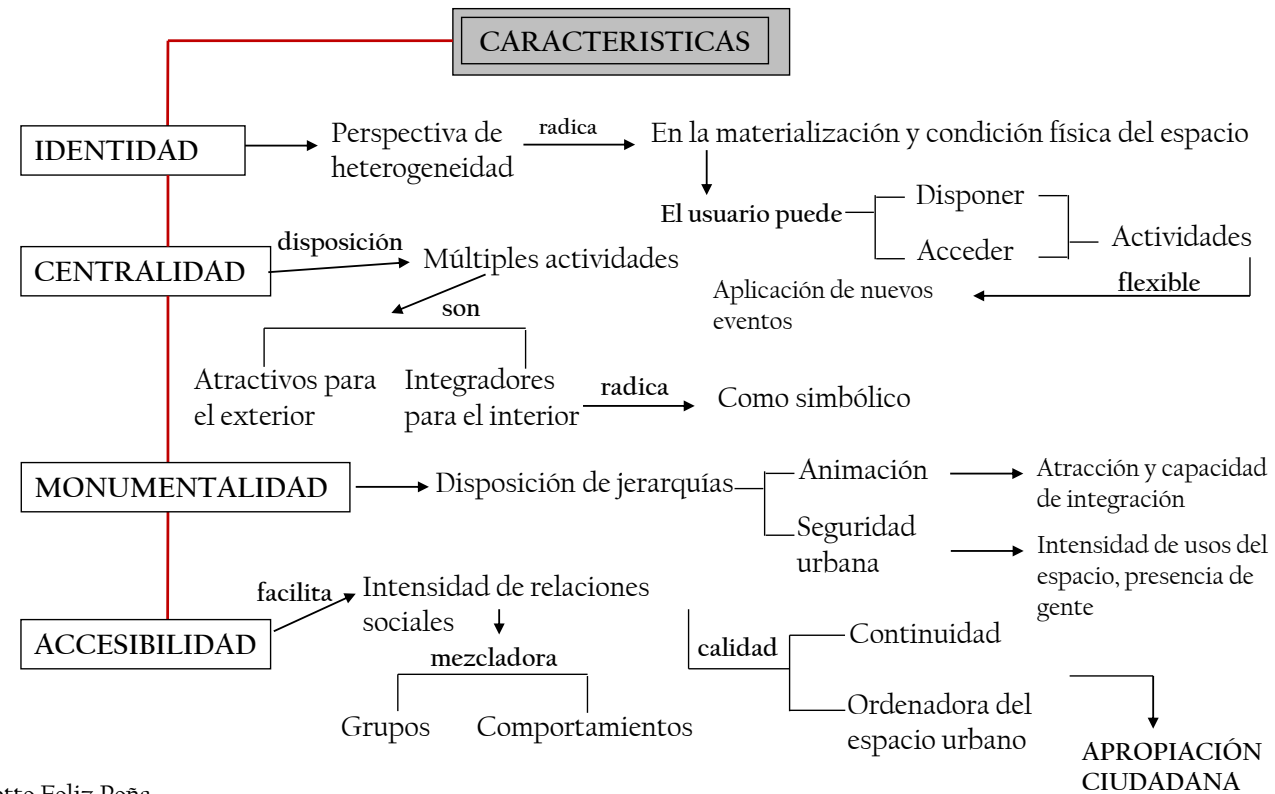 CARACTERISTICAS
IDENTIDAD
Perspectiva de
heterogeneidad
radica
En la materialización y condición física del espacio
El usuario puede
Disponer
Acceder
Actividades
flexible
Aplicación de nuevos
eventos
CENTRALIDAD
disposición
Múltiples actividades
son
Atractivos para
el exterior
Integradores
para el interior
radica
Como simbólico
MONUMENTALIDAD
Disposición de jerarquías
Animación
Atracción y capacidad
de integración
Seguridad
urbana
Intensidad de usos del
espacio, presencia de
gente
ACCESIBILIDAD
facilita
Intensidad de relaciones
sociales
mezcladora
Grupos
Comportamientos
calidad
Continuidad
Ordenadora del
espacio urbano
APROPIACIÓN
CIUDADANA
Feliz Peña